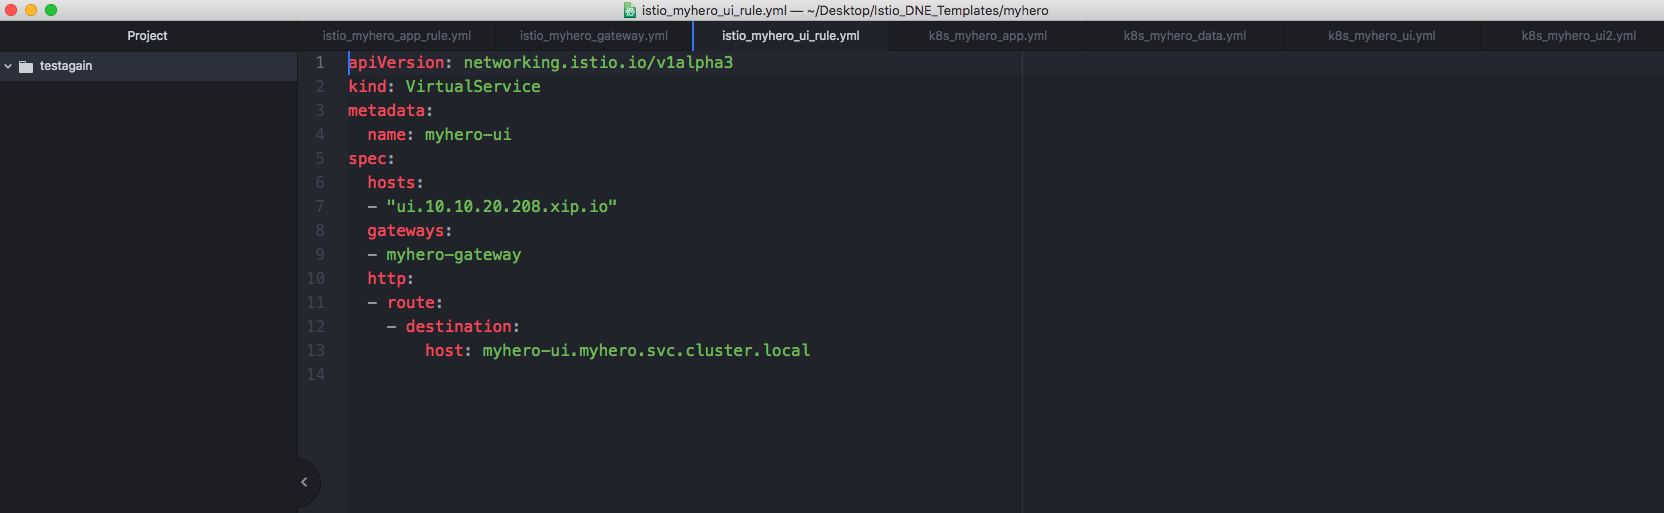 istio_myhero_ui_rule.yml — ~/Desktop/Istio_DNE_Templates/myhero
Project
istio_myhero_app_rule.yml istio_myhero_gateway.yml istio_myhero_ui_rule.yml k8s_myhero_app.yml k8s_myhero_data.yml k8s_myhero_ui.yml k8s_myhero_ui2.yml
testagain
1 apiVersion: networking.istio.io/v1alpha3
2 kind: VirtualService
3 metadata:
4   name: myhero-ui
5 spec:
6   hosts:
7   - "ui.10.10.20.208.xip.io"
8   gateways:
9   - myhero-gateway
10   http:
11   - route:
12     - destination:
13         host: myhero-ui.myhero.svc.cluster.local
14